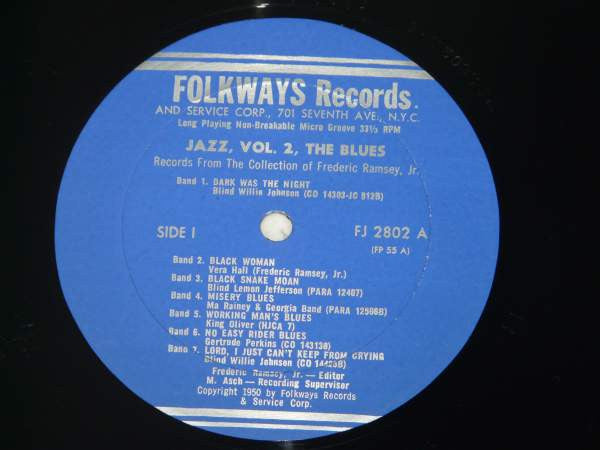 FOLKWAYS Records
AND SERVICE CORP., 701 SEVENTH AVE., N.Y.C.
Long Playing Non-Breakable Micro Groove 33⅓ RPM
JAZZ, VOL. 2, THE BLUES
Records From The Collection of Frederic Ramsey, Jr.
Band 1. DARK WAS THE NIGHT
Blind Willie Johnson (CO 14303-JC 812B)
SIDE I
FJ 2802 A
(FP 55 A)
Band 2. BLACK WOMAN
Vera Hall (Frederic Ramsey, Jr.)
Band 3. BLACK SNAKE MOAN
Blind Lemon Jefferson (PARA 12407)
Band 4. MISERY BLUES
Ma Rainey & Georgia Band (PARA 12508B)
Band 5. WORKING MAN'S BLUES
King Oliver (HJCA 7)
Band 6. NO EASY RIDER BLUES
Gertrude Perkins (CO 14313B)
Band 7. LORD, I JUST CAN'T KEEP FROM CRYING
Blind Willie Johnson (CO
Frederic Ramsey, Jr. — Editor
M. Asch — Recording Supervisor
Copyright 1950 by Folkways Records
& Service Corp.